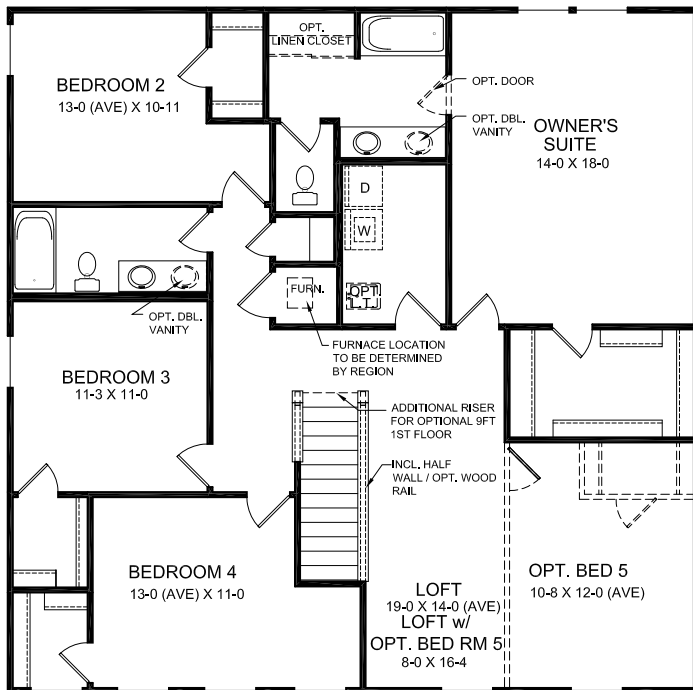 OPT.
LINEN CLOSET
BEDROOM 2
13-0 (AVE) X 10-11
OPT. DOOR
OPT. DBL.
VANITY
OWNER'S
SUITE
14-0 X 18-0
D
W
OPT
L.T.
FURN.
OPT. DBL.
VANITY
FURNACE LOCATION
TO BE DETERMINED
BY REGION
BEDROOM 3
11-3 X 11-0
ADDITIONAL RISER
FOR OPTIONAL 9FT
1ST FLOOR
INCL. HALF
WALL / OPT. WOOD
RAIL
BEDROOM 4
13-0 (AVE) X 11-0
LOFT
19-0 X 14-0 (AVE)
LOFT w/
OPT. BED RM 5
8-0 X 16-4
OPT. BED 5
10-8 X 12-0 (AVE)